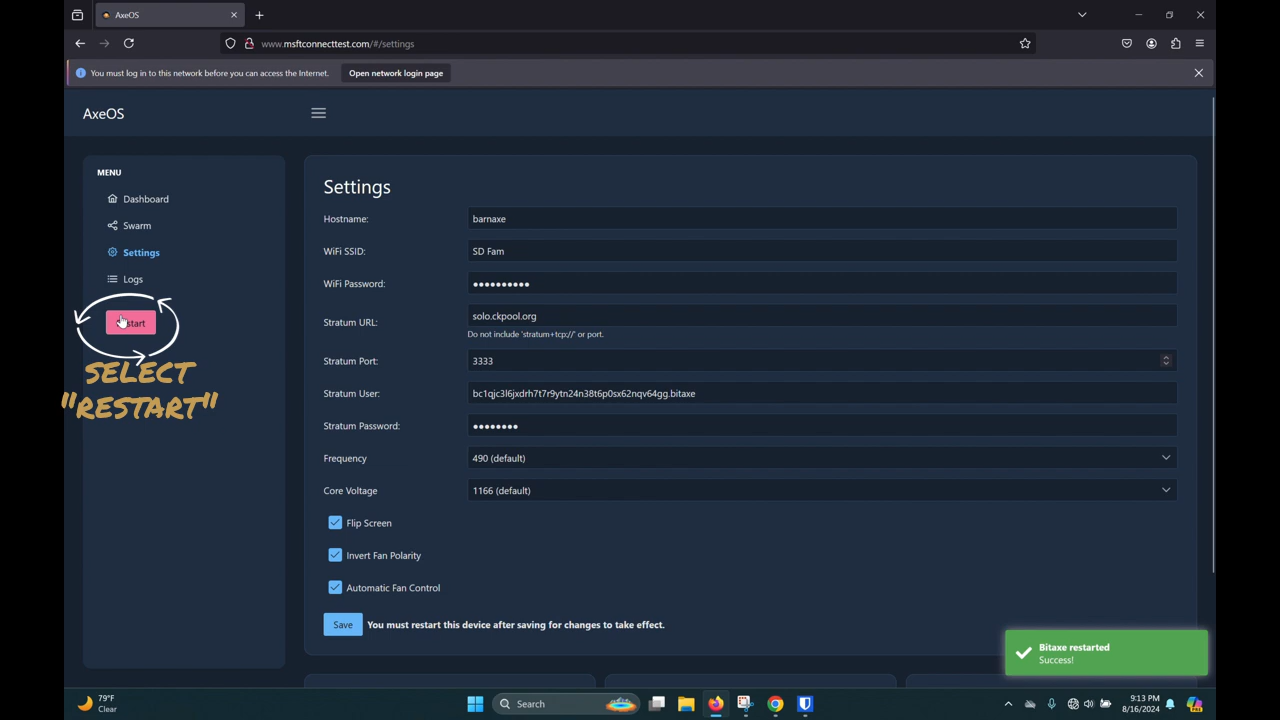 AxeOS
www.msftconnecttest.com/#/settings
You must log in to this network before you can access the Internet.
Open network login page
AxeOS
MENU
Dashboard
Swarm
Settings
Logs
SELECT
"RESTART"
Settings
Hostname:
barnaxe
WiFi SSID:
SD Fam
WiFi Password:
••••••••••
Stratum URL:
solo.ckpool.org
Do not include 'stratum+tcp://' or port.
Stratum Port:
3333
Stratum User:
bc1qjc3l6jxdrh7t7r9ytn24n38t6p0sx62nqv64gg.bitaxe
Stratum Password:
••••••••
Frequency
490 (default)
Core Voltage
1166 (default)
Flip Screen
Invert Fan Polarity
Automatic Fan Control
Save
You must restart this device after saving for changes to take effect.
Bitaxe restarted
Success!
79°F
Clear
Search
9:13 PM
8/16/2024